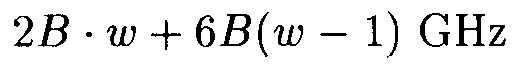 2B · w + 6B(w − 1) GHz